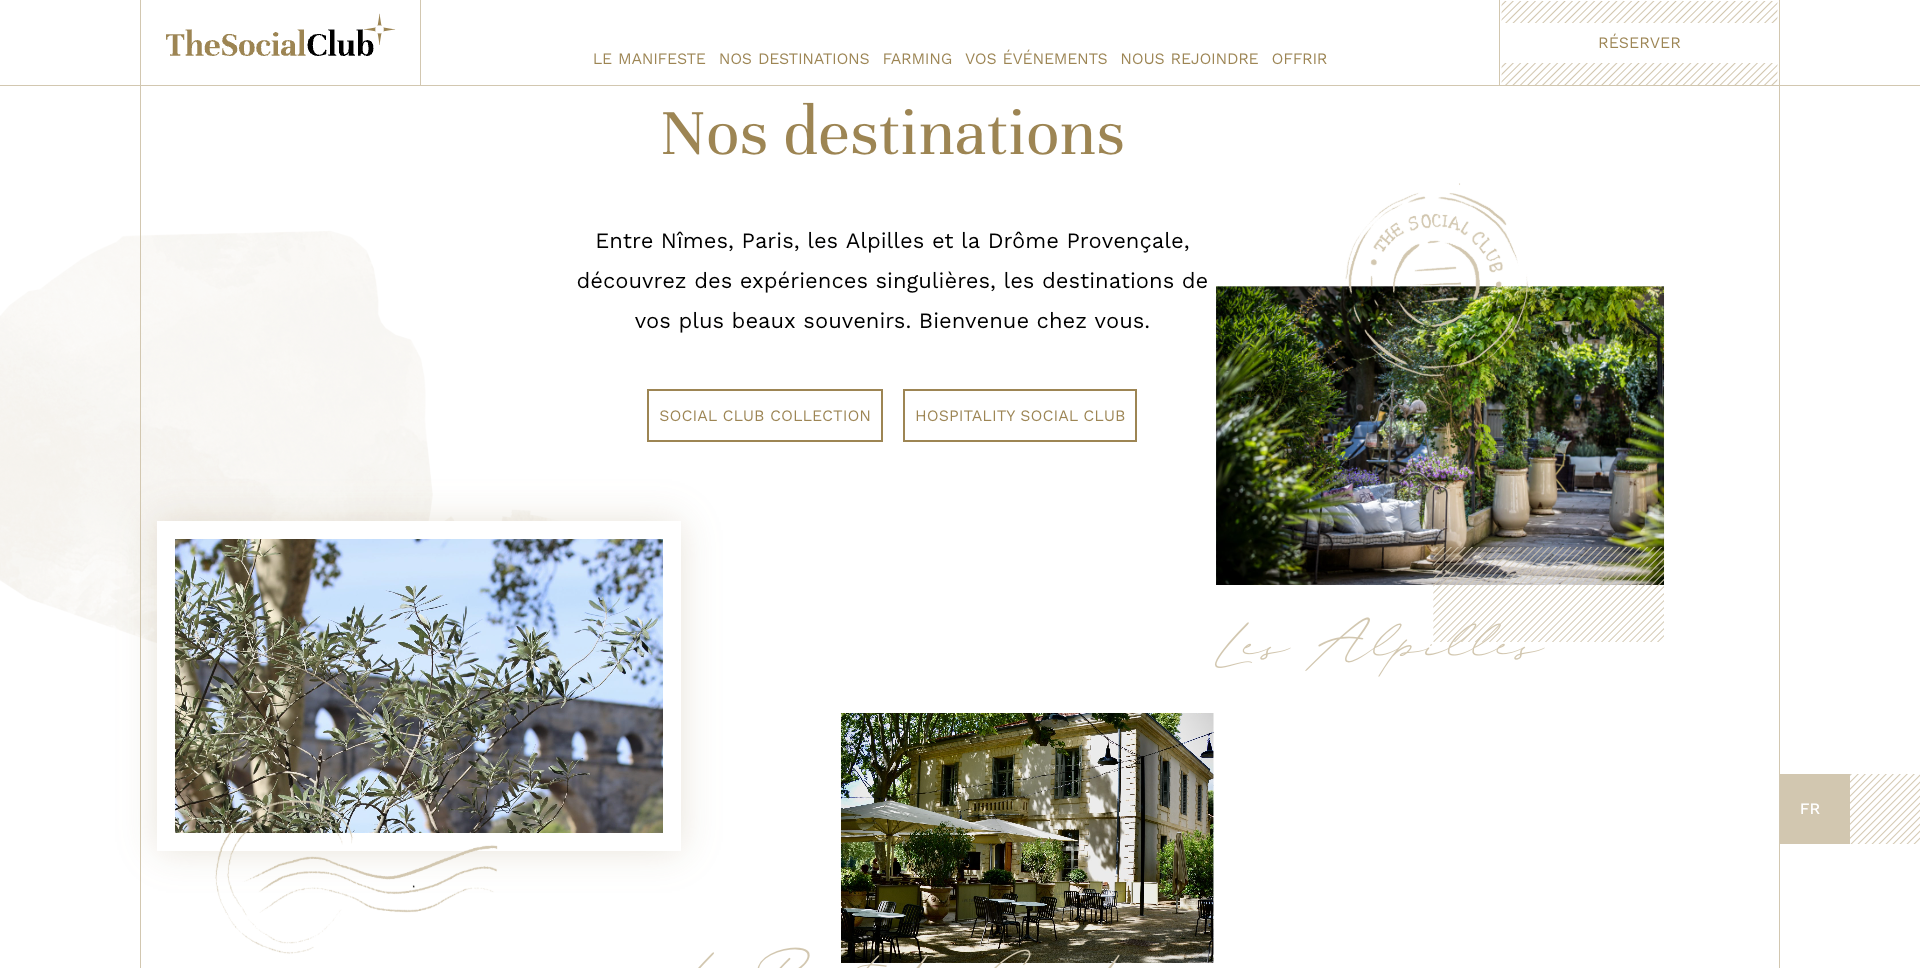 TheSocialClub
LE MANIFESTE NOS DESTINATIONS FARMING VOS ÉVÉNEMENTS NOUS REJOINDRE OFFRIR
RÉSERVER
Nos destinations
Entre Nîmes, Paris, les Alpilles et la Drôme Provençale,
découvrez des expériences singulières, les destinations de
vos plus beaux souvenirs. Bienvenue chez vous.
SOCIAL CLUB COLLECTION
HOSPITALITY SOCIAL CLUB
• THE SOCIAL CLUB •
Les Alpilles
FR